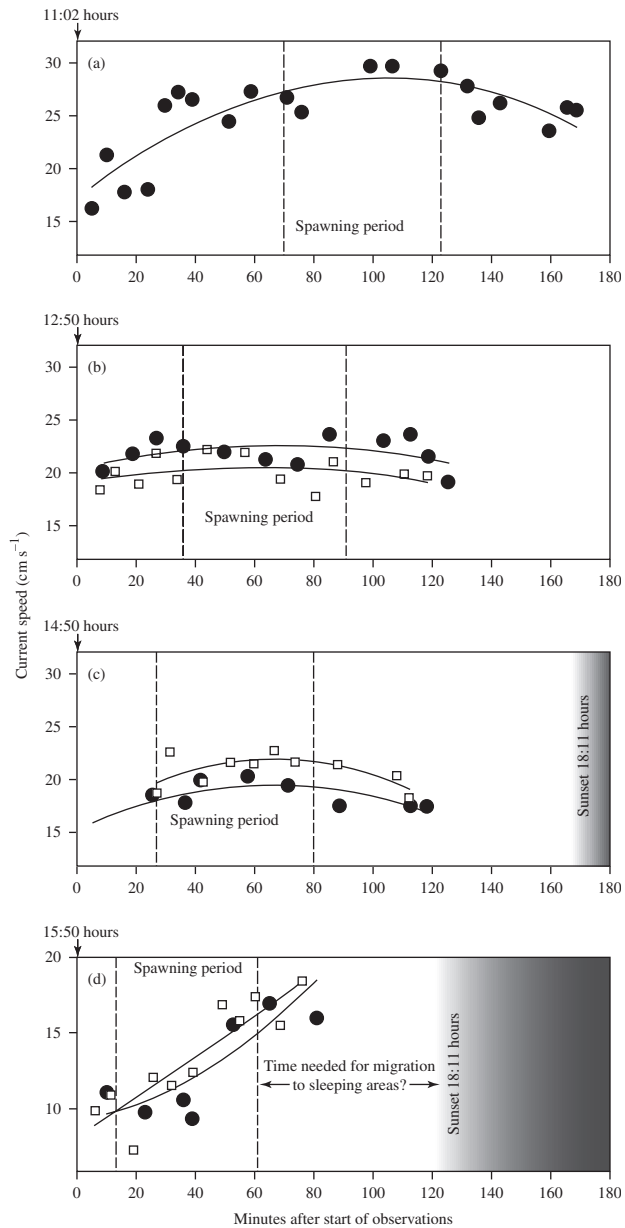 11:02 hours
(a)
30
25
20
15
Spawning period
0 20 40 60 80 100 120 140 160 180
12:50 hours
(b)
30
25
20
15
Spawning period
0 20 40 60 80 100 120 140 160 180
Current speed (cm s⁻¹)
14:50 hours
(c)
30
25
20
15
Spawning period
Sunset 18:11 hours
0 20 40 60 80 100 120 140 160 180
15:50 hours
20
(d)
Spawning period
15
10
Time needed for migration
to sleeping areas?
Sunset 18:11 hours
0 20 40 60 80 100 120 140 160 180
Minutes after start of observations